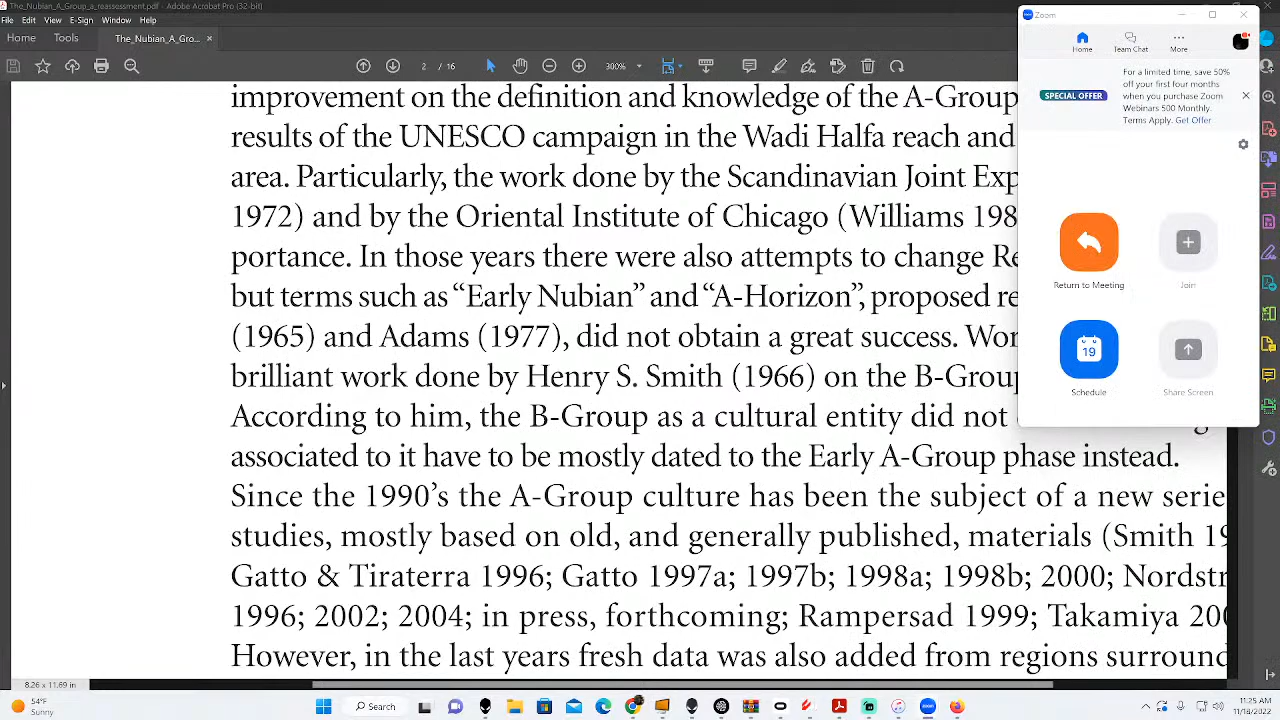 The_Nubian_A_Group_a_reassessment.pdf - Adobe Acrobat Pro (32-bit)
File Edit View E-Sign Window Help
Home Tools The_Nubian_A_Gro... ×
2 / 16 300%
improvement on the definition and knowledge of the A-Group
results of the UNESCO campaign in the Wadi Halfa reach and
area. Particularly, the work done by the Scandinavian Joint Exp
1972) and by the Oriental Institute of Chicago (Williams 198
portance. In those years there were also attempts to change Re
but terms such as “Early Nubian” and “A-Horizon”, proposed re
(1965) and Adams (1977), did not obtain a great success. Wor
brilliant work done by Henry S. Smith (1966) on the B-Group
According to him, the B-Group as a cultural entity did not
associated to it have to be mostly dated to the Early A-Group phase instead.
Since the 1990’s the A-Group culture has been the subject of a new serie
studies, mostly based on old, and generally published, materials (Smith 19
Gatto & Tiraterra 1996; Gatto 1997a; 1997b; 1998a; 1998b; 2000; Nordstr
1996; 2002; 2004; in press, forthcoming; Rampersad 1999; Takamiya 200
However, in the last years fresh data was also added from regions surround
8.26 x 11.69 in
Zoom
Home Team Chat More
SPECIAL OFFER
For a limited time, save 50%
off your first four months
when you purchase Zoom
Webinars 500 Monthly.
Terms Apply. Get Offer
Return to Meeting Join
19
Schedule Share Screen
54°F
Sunny
Search
11:25 AM
11/18/2022